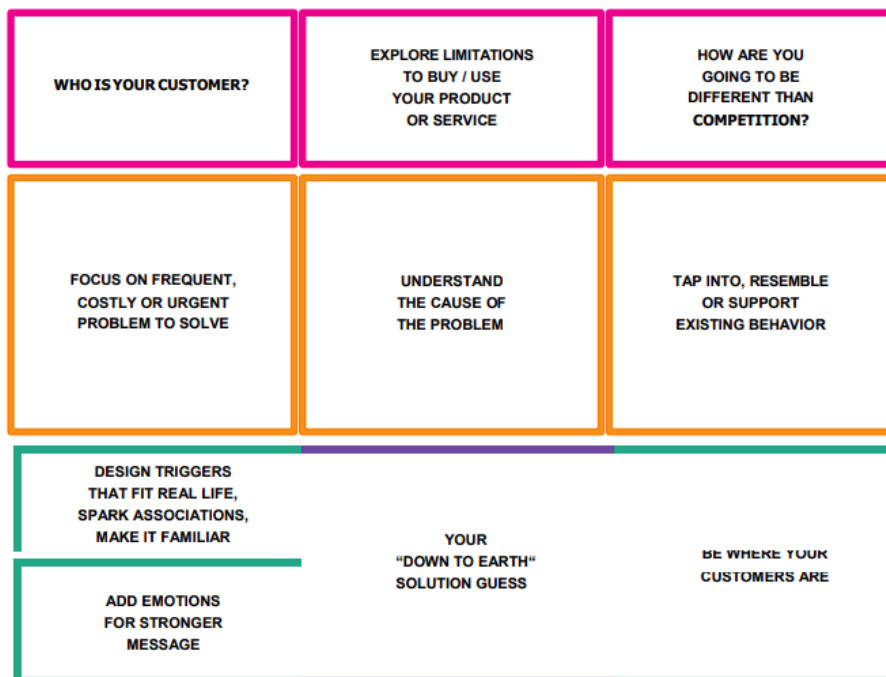 WHO IS YOUR CUSTOMER?
EXPLORE LIMITATIONS
TO BUY / USE
YOUR PRODUCT
OR SERVICE
HOW ARE YOU
GOING TO BE
DIFFERENT THAN
COMPETITION?
FOCUS ON FREQUENT,
COSTLY OR URGENT
PROBLEM TO SOLVE
UNDERSTAND
THE CAUSE OF
THE PROBLEM
TAP INTO, RESEMBLE
OR SUPPORT
EXISTING BEHAVIOR
DESIGN TRIGGERS
THAT FIT REAL LIFE,
SPARK ASSOCIATIONS,
MAKE IT FAMILIAR
ADD EMOTIONS
FOR STRONGER
MESSAGE
YOUR
“DOWN TO EARTH“
SOLUTION GUESS
BE WHERE YOUR
CUSTOMERS ARE